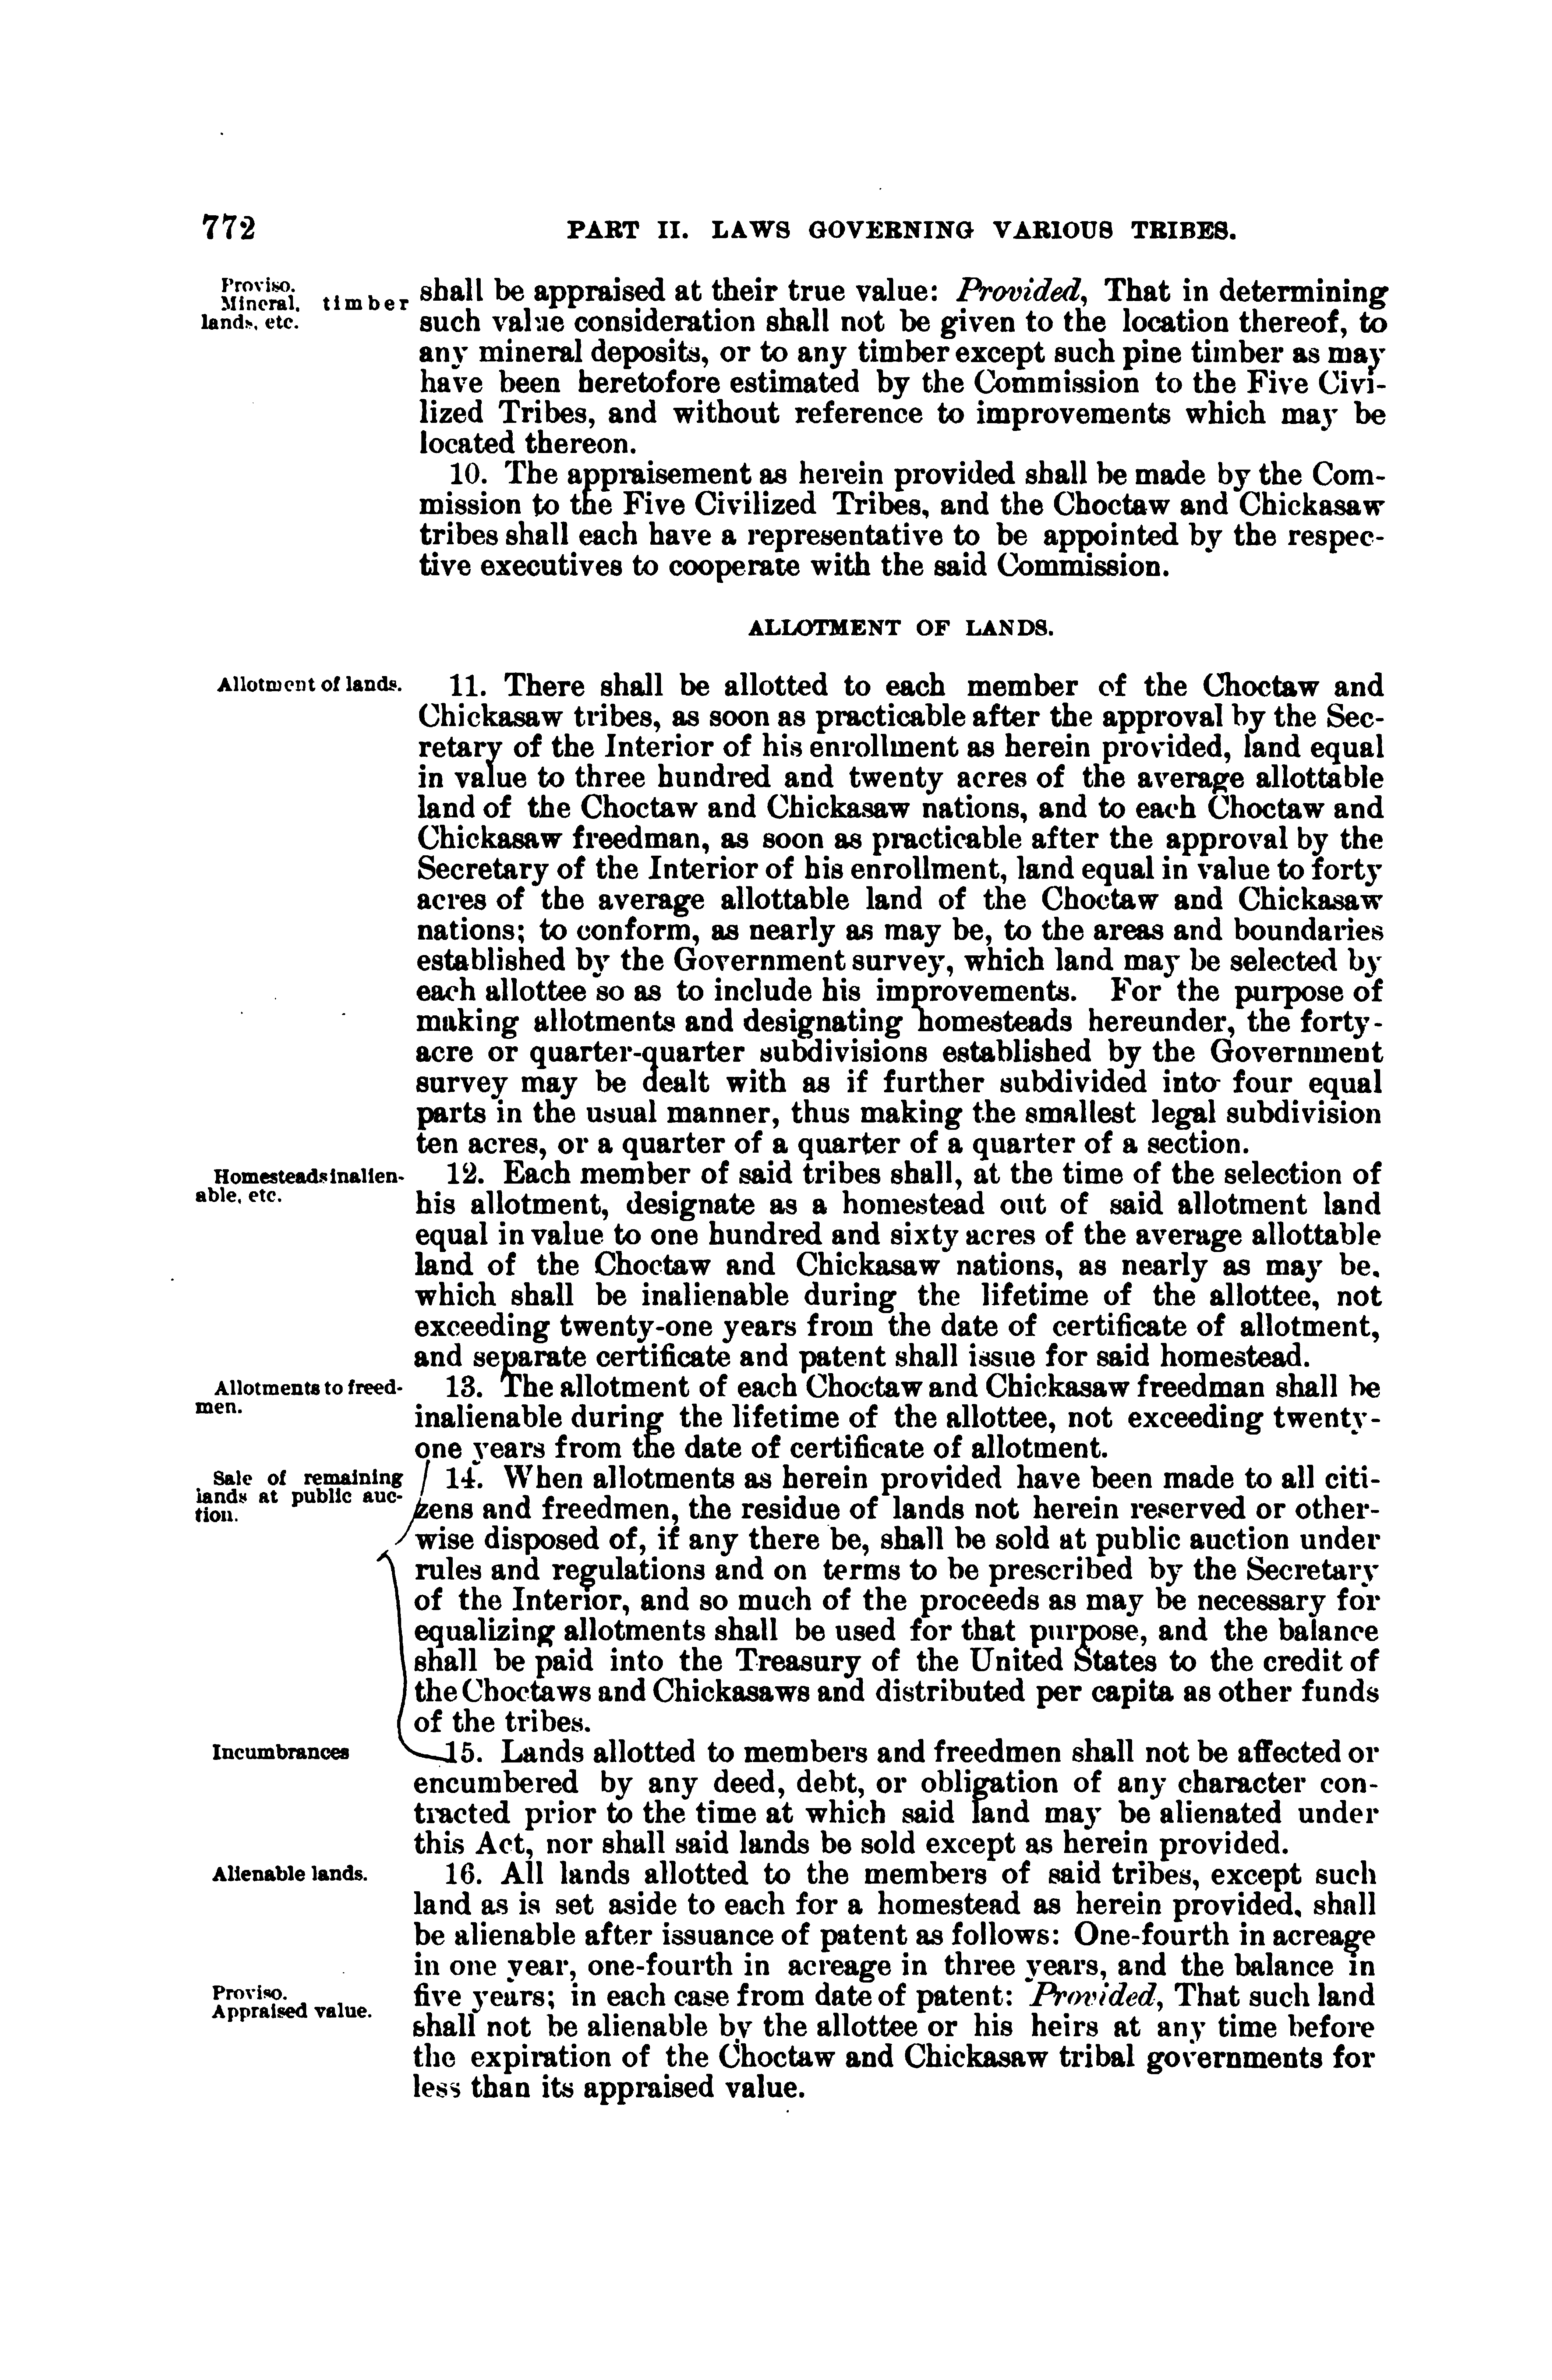 772
PART II. LAWS GOVERNING VARIOUS TRIBES.
Proviso.
Mineral, timber
lands, etc.
shall be appraised at their true value: Provided, That in determining
such value consideration shall not be given to the location thereof, to
any mineral deposits, or to any timber except such pine timber as may
have been heretofore estimated by the Commission to the Five Civi-
lized Tribes, and without reference to improvements which may be
located thereon.
10. The appraisement as herein provided shall be made by the Com-
mission to the Five Civilized Tribes, and the Choctaw and Chickasaw
tribes shall each have a representative to be appointed by the respec-
tive executives to cooperate with the said Commission.
ALLOTMENT OF LANDS.
Allotment of lands.
11. There shall be allotted to each member of the Choctaw and
Chickasaw tribes, as soon as practicable after the approval by the Sec-
retary of the Interior of his enrollment as herein provided, land equal
in value to three hundred and twenty acres of the average allottable
land of the Choctaw and Chickasaw nations, and to each Choctaw and
Chickasaw freedman, as soon as practicable after the approval by the
Secretary of the Interior of his enrollment, land equal in value to forty
acres of the average allottable land of the Choctaw and Chickasaw
nations; to conform, as nearly as may be, to the areas and boundaries
established by the Government survey, which land may be selected by
each allottee so as to include his improvements. For the purpose of
making allotments and designating homesteads hereunder, the forty-
acre or quarter-quarter subdivisions established by the Government
survey may be dealt with as if further subdivided into four equal
parts in the usual manner, thus making the smallest legal subdivision
ten acres, or a quarter of a quarter of a quarter of a section.
Homesteads inalien-
able, etc.
12. Each member of said tribes shall, at the time of the selection of
his allotment, designate as a homestead out of said allotment land
equal in value to one hundred and sixty acres of the average allottable
land of the Choctaw and Chickasaw nations, as nearly as may be,
which shall be inalienable during the lifetime of the allottee, not
exceeding twenty-one years from the date of certificate of allotment,
and separate certificate and patent shall issue for said homestead.
Allotments to freed-
men.
13. The allotment of each Choctaw and Chickasaw freedman shall be
inalienable during the lifetime of the allottee, not exceeding twenty-
one years from the date of certificate of allotment.
Sale of remaining
lands at public auc-
tion.
14. When allotments as herein provided have been made to all citi-
zens and freedmen, the residue of lands not herein reserved or other-
wise disposed of, if any there be, shall be sold at public auction under
rules and regulations and on terms to be prescribed by the Secretary
of the Interior, and so much of the proceeds as may be necessary for
equalizing allotments shall be used for that purpose, and the balance
shall be paid into the Treasury of the United States to the credit of
the Choctaws and Chickasaws and distributed per capita as other funds
of the tribes.
Incumbrances
15. Lands allotted to members and freedmen shall not be affected or
encumbered by any deed, debt, or obligation of any character con-
tracted prior to the time at which said land may be alienated under
this Act, nor shall said lands be sold except as herein provided.
Alienable lands.
16. All lands allotted to the members of said tribes, except such
land as is set aside to each for a homestead as herein provided, shall
be alienable after issuance of patent as follows: One-fourth in acreage
in one year, one-fourth in acreage in three years, and the balance in
Proviso.
Appraised value.
five years; in each case from date of patent: Provided, That such land
shall not be alienable by the allottee or his heirs at any time before
the expiration of the Choctaw and Chickasaw tribal governments for
less than its appraised value.